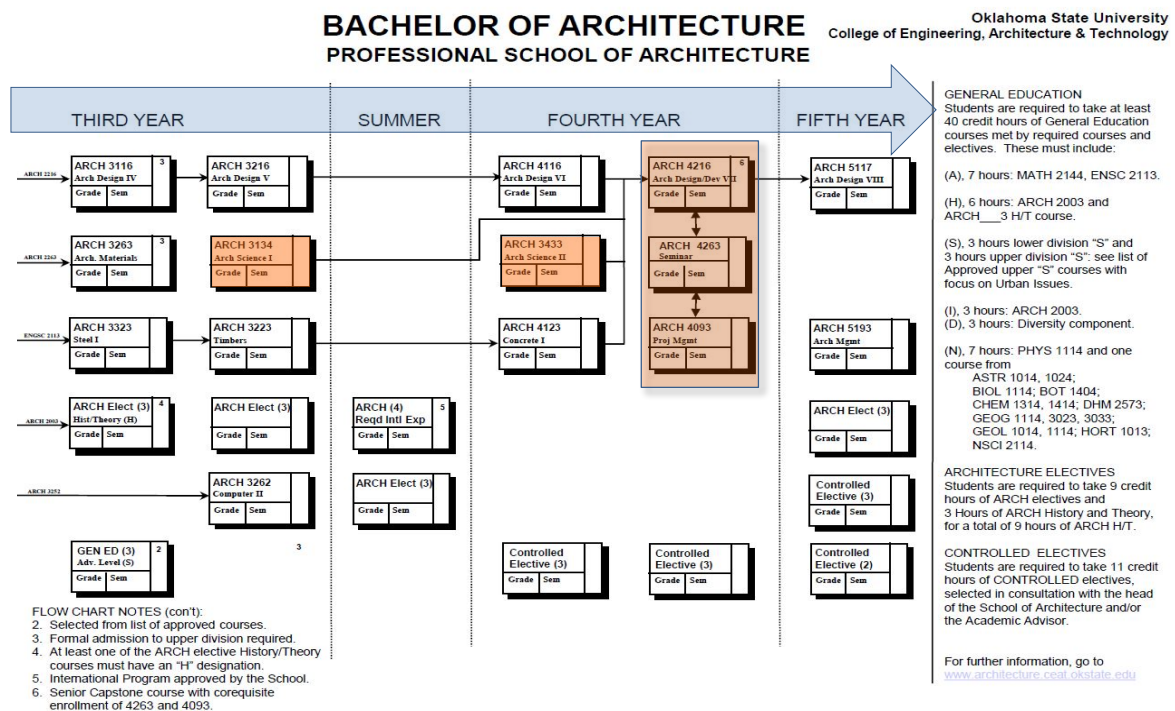 BACHELOR OF ARCHITECTURE
PROFESSIONAL SCHOOL OF ARCHITECTURE
Oklahoma State University
College of Engineering, Architecture & Technology
THIRD YEAR
SUMMER
FOURTH YEAR
FIFTH YEAR
ARCH 2216
ARCH 3116 3
Arch Design IV
Grade Sem
ARCH 3216
Arch Design V
Grade Sem
ARCH 4116
Arch Design VI
Grade Sem
ARCH 4216 6
Arch Design/Dev VII
Grade Sem
ARCH 5117
Arch Design VIII
Grade Sem
ARCH 2263
ARCH 3263 3
Arch. Materials
Grade Sem
ARCH 3134
Arch Science I
Grade Sem
ARCH 3433
Arch Science II
Grade Sem
ARCH 4263
Seminar
Grade Sem
ENGSC 2113
ARCH 3323
Steel I
Grade Sem
ARCH 3223
Timbers
Grade Sem
ARCH 4123
Concrete I
Grade Sem
ARCH 4093
Proj Mgmt
Grade Sem
ARCH 5193
Arch Mgmt
Grade Sem
ARCH 2003
ARCH Elect (3) 4
Hist/Theory (H)
Grade Sem
ARCH Elect (3)
Grade Sem
ARCH (4) 5
Reqd Intl Exp
Grade Sem
ARCH Elect (3)
Grade Sem
ARCH 3252
ARCH 3262
Computer II
Grade Sem
ARCH Elect (3)
Grade Sem
Controlled
Elective (3)
Grade Sem
GEN ED (3) 2
Adv. Level (S)
Grade Sem
3
Controlled
Elective (3)
Grade Sem
Controlled
Elective (3)
Grade Sem
Controlled
Elective (2)
Grade Sem
FLOW CHART NOTES (con't):
2. Selected from list of approved courses.
3. Formal admission to upper division required.
4. At least one of the ARCH elective History/Theory
courses must have an "H" designation.
5. International Program approved by the School.
6. Senior Capstone course with corequisite
enrollment of 4263 and 4093.
GENERAL EDUCATION
Students are required to take at least
40 credit hours of General Education
courses met by required courses and
electives. These must include:
(A), 7 hours: MATH 2144, ENSC 2113.
(H), 6 hours: ARCH 2003 and
ARCH___3 H/T course.
(S), 3 hours lower division "S" and
3 hours upper division "S": see list of
Approved upper "S" courses with
focus on Urban Issues.
(I), 3 hours: ARCH 2003.
(D), 3 hours: Diversity component.
(N), 7 hours: PHYS 1114 and one
course from
ASTR 1014, 1024;
BIOL 1114; BOT 1404;
CHEM 1314, 1414; DHM 2573;
GEOG 1114, 3023, 3033;
GEOL 1014, 1114; HORT 1013;
NSCI 2114.
ARCHITECTURE ELECTIVES
Students are required to take 9 credit
hours of ARCH electives and
3 Hours of ARCH History and Theory,
for a total of 9 hours of ARCH H/T.
CONTROLLED ELECTIVES
Students are required to take 11 credit
hours of CONTROLLED electives,
selected in consultation with the head
of the School of Architecture and/or
the Academic Advisor.
For further information, go to
www.architecture.ceat.okstate.edu